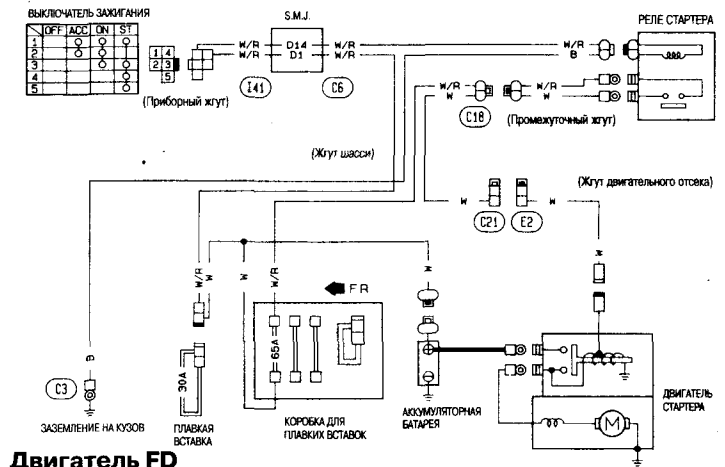 ВЫКЛЮЧАТЕЛЬ ЗАЖИГАНИЯ
OFF ACC ON ST
1
2
3
4
5
1 4
2 3
5
(Приборный жгут)
S.M.J.
W/R D14 W/R
W/R D1 W/R
I41
C6
W/R
B
РЕЛЕ СТАРТЕРА
W/R W/R
W W
C18
(Промежуточный жгут)
(Жгут шасси)
(Жгут двигательного отсека)
W W
C21 E2
W
W/R
W
W
W/R
W
FR
65A
30A
B
C3
ЗАЗЕМЛЕНИЕ НА КУЗОВ
ПЛАВКАЯ
ВСТАВКА
КОРОБКА ДЛЯ
ПЛАВКИХ ВСТАВОК
АККУМУЛЯТОРНАЯ
БАТАРЕЯ
M
ДВИГАТЕЛЬ
СТАРТЕРА
Двигатель FD